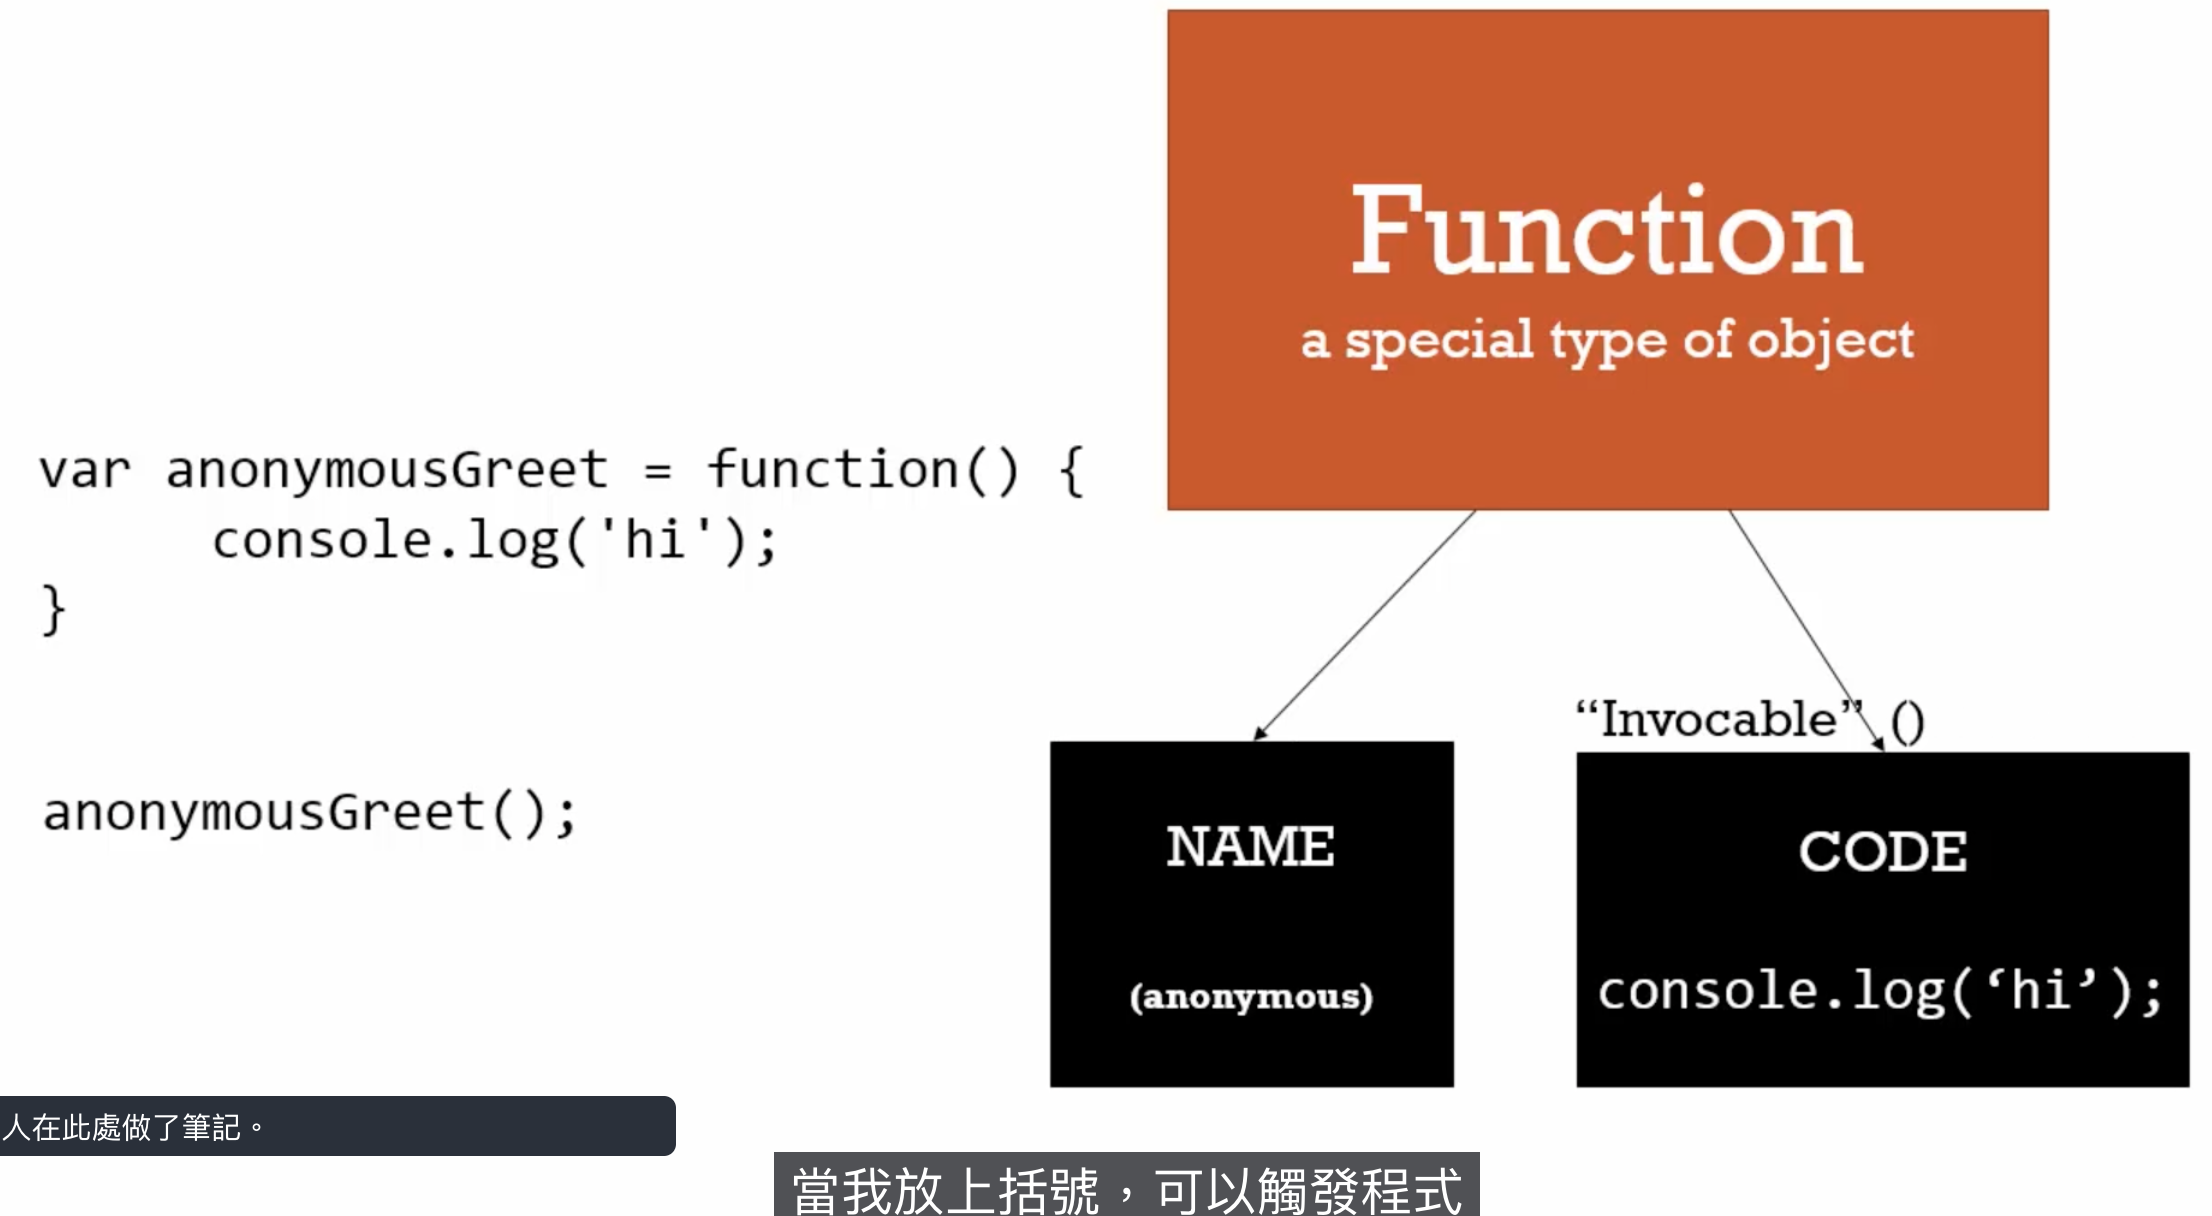 Function
a special type of object
var anonymousGreet = function() {
console.log('hi');
}
anonymousGreet();
“Invocable” ()
NAME
(anonymous)
CODE
console.log(‘hi’);
人在此處做了筆記。
當我放上括號，可以觸發程式